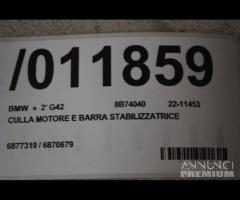 /011859
BMW » 2' G42 8B74040 22-11453
CULLA MOTORE E BARRA STABILIZZATRICE
6877319 / 6870679
ANNUNCI
PREMIUM